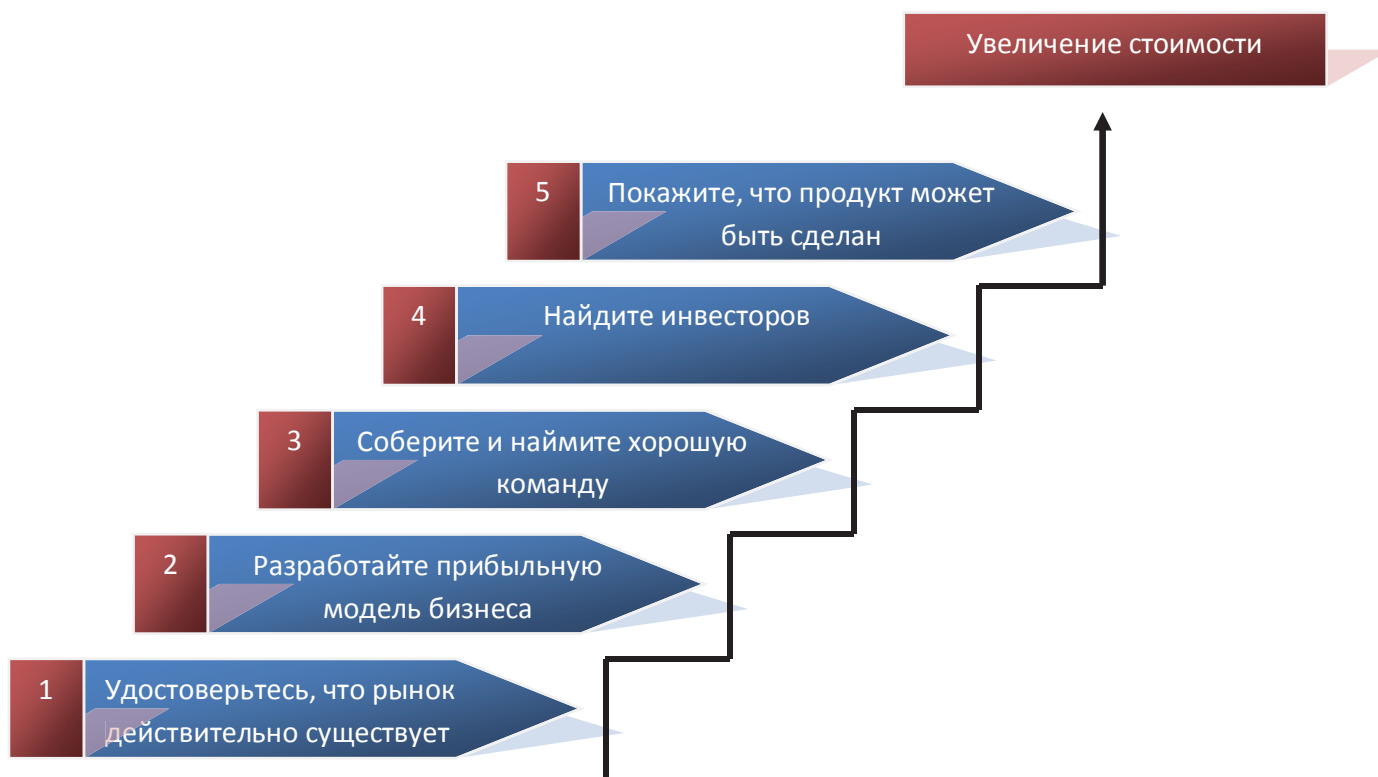 Увеличение стоимости
5
Покажите, что продукт может
быть сделан
4
Найдите инвесторов
3
Соберите и наймите хорошую
команду
2
Разработайте прибыльную
модель бизнеса
1
Удостоверьтесь, что рынок
действительно существует